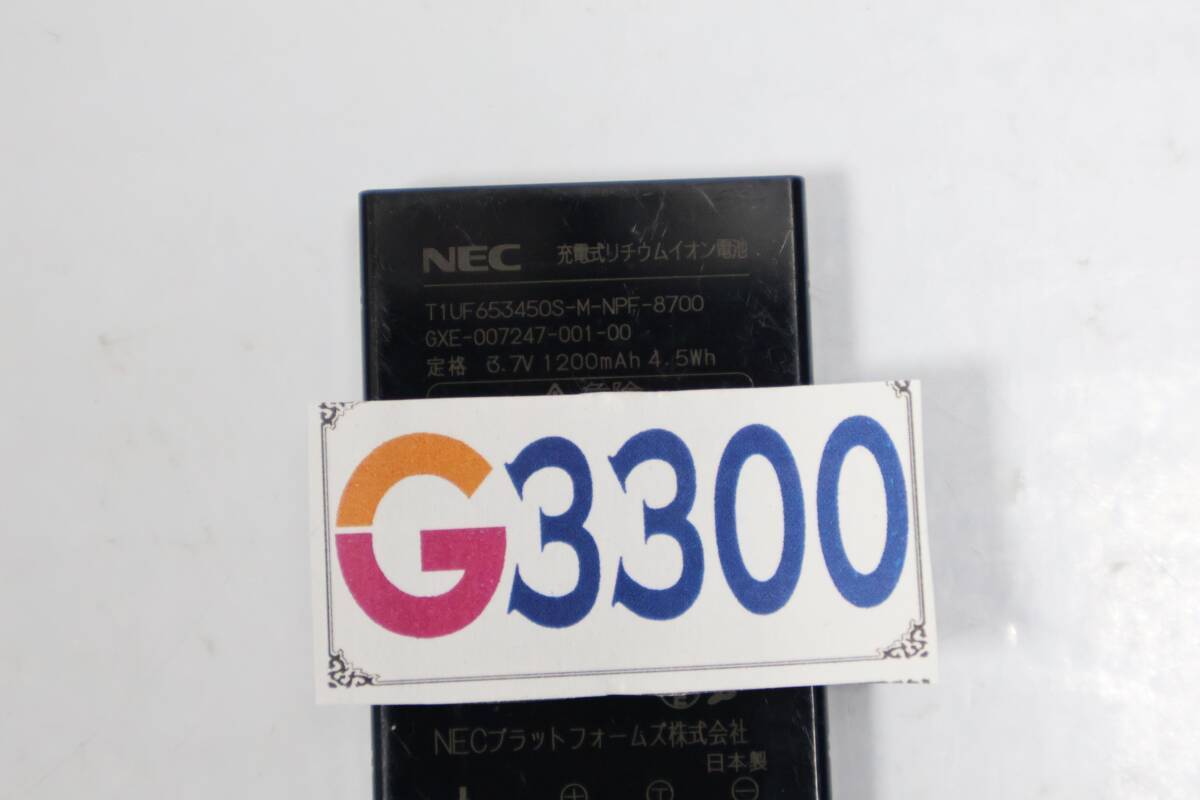 NEC 充電式リチウムイオン電池
T1UF653450S-M-NPF-8700
GXE-007247-001-00
定格 3.7V 1200mAh 4.5Wh
危険
G3300
NECプラットフォームズ株式会社
日本製